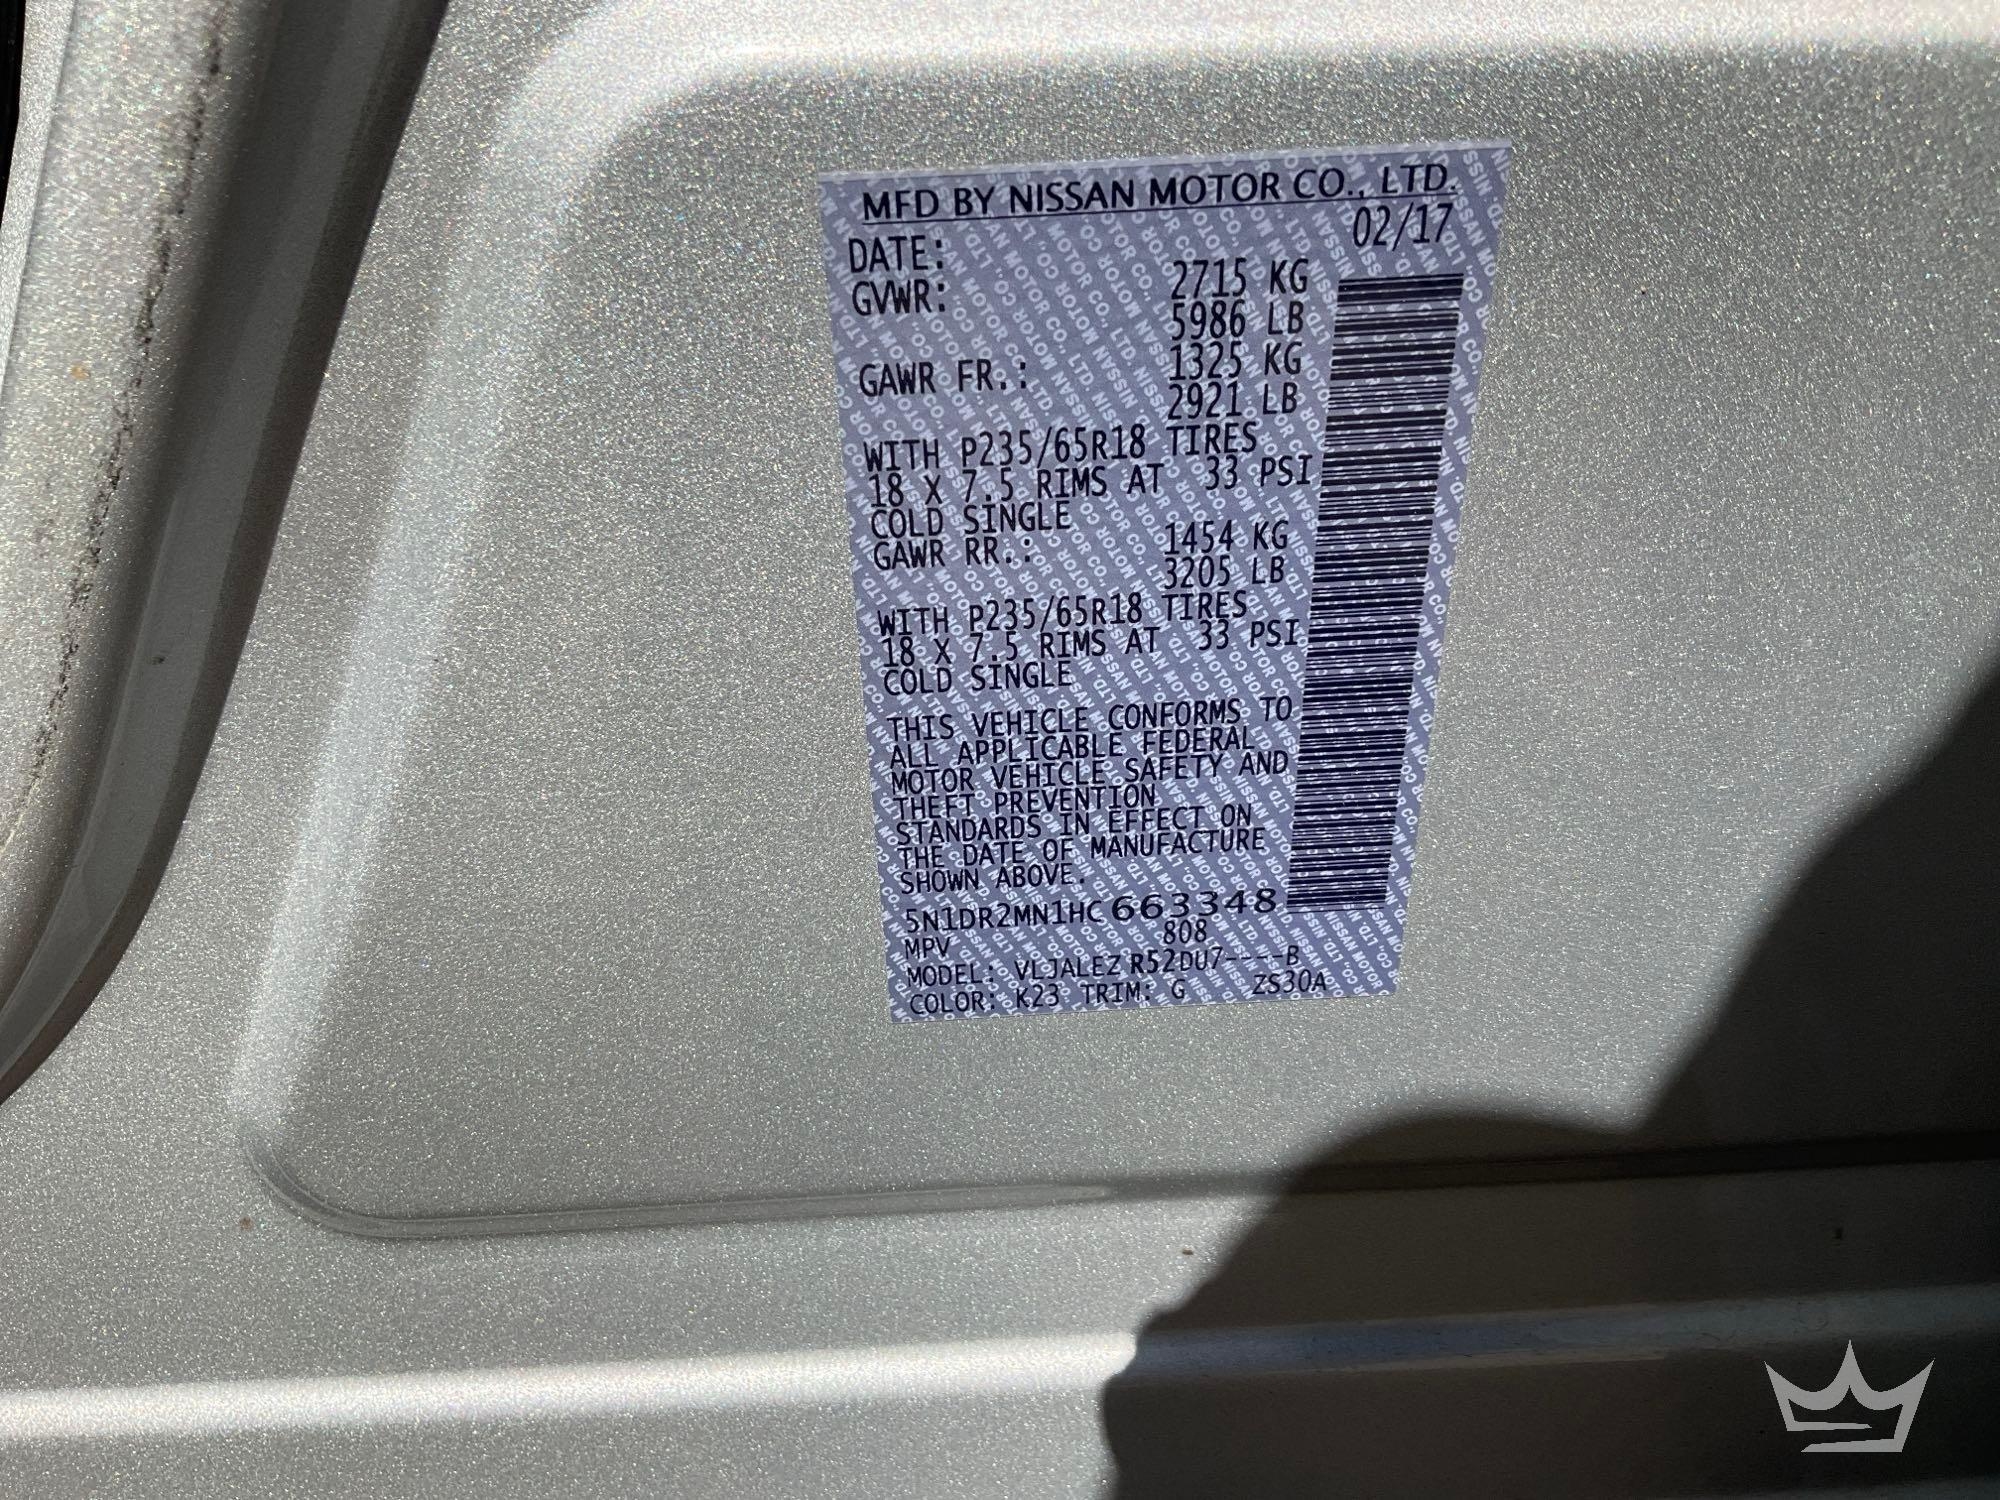 MFD BY NISSAN MOTOR CO., LTD.
DATE: 02/17
GVWR: 2715 KG
5986 LB
GAWR FR.: 1325 KG
2921 LB
WITH P235/65R18 TIRES
18 X 7.5 RIMS AT 33 PSI
COLD SINGLE
GAWR RR.: 1454 KG
3205 LB
WITH P235/65R18 TIRES
18 X 7.5 RIMS AT 33 PSI
COLD SINGLE
THIS VEHICLE CONFORMS TO
ALL APPLICABLE FEDERAL
MOTOR VEHICLE SAFETY AND
THEFT PREVENTION
STANDARDS IN EFFECT ON
THE DATE OF MANUFACTURE
SHOWN ABOVE.
5N1DR2MN1HC663348
MPV 808
MODEL: VLJALEZ R52DU7----B
COLOR: K23 TRIM: G ZS30A